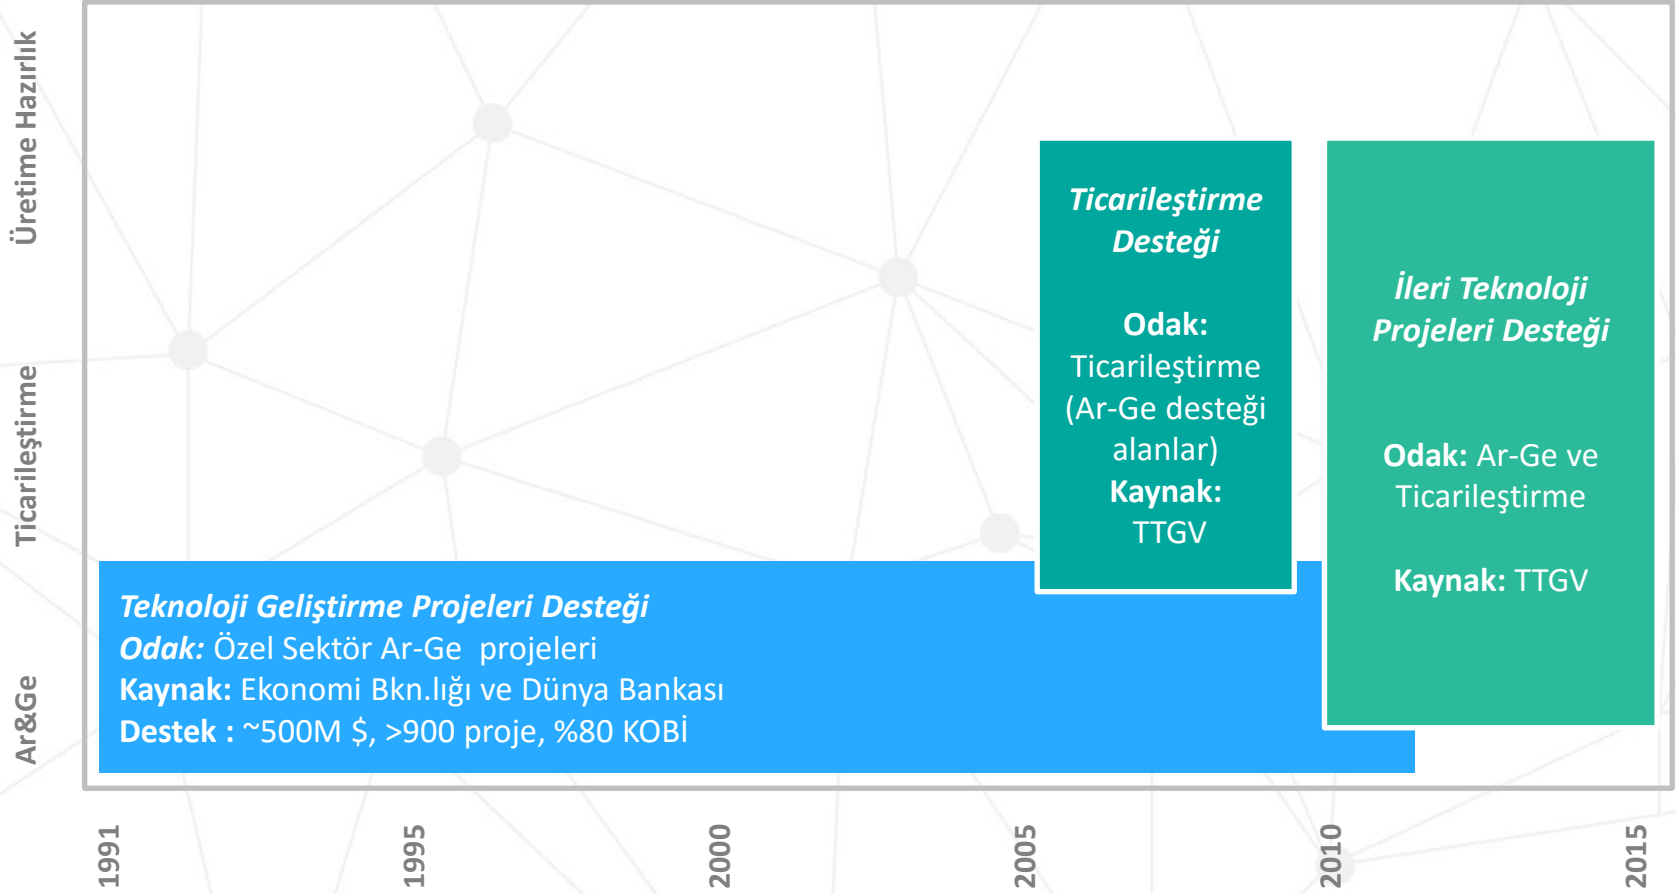 Üretime Hazırlık
Ticarileştirme
Ar&Ge
Ticarileştirme
Desteği
Odak:
Ticarileştirme
(Ar-Ge desteği
alanlar)
Kaynak:
TTGV
İleri Teknoloji
Projeleri Desteği
Odak: Ar-Ge ve
Ticarileştirme
Kaynak: TTGV
Teknoloji Geliştirme Projeleri Desteği
Odak: Özel Sektör Ar-Ge  projeleri
Kaynak: Ekonomi Bkn.lığı ve Dünya Bankası
Destek : ~500M $, >900 proje, %80 KOBİ
1991
1995
2000
2005
2010
2015